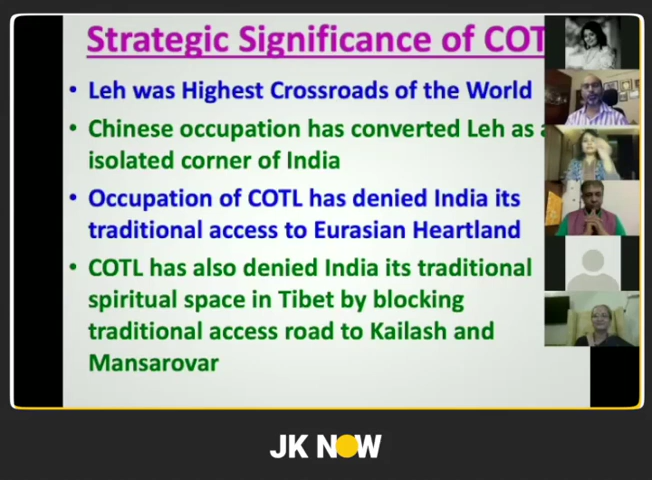 Strategic Significance of COT
• Leh was Highest Crossroads of the World
• Chinese occupation has converted Leh as a
isolated corner of India
• Occupation of COTL has denied India its
traditional access to Eurasian Heartland
• COTL has also denied India its traditional
spiritual space in Tibet by blocking
traditional access road to Kailash and
Mansarovar
JK NOW